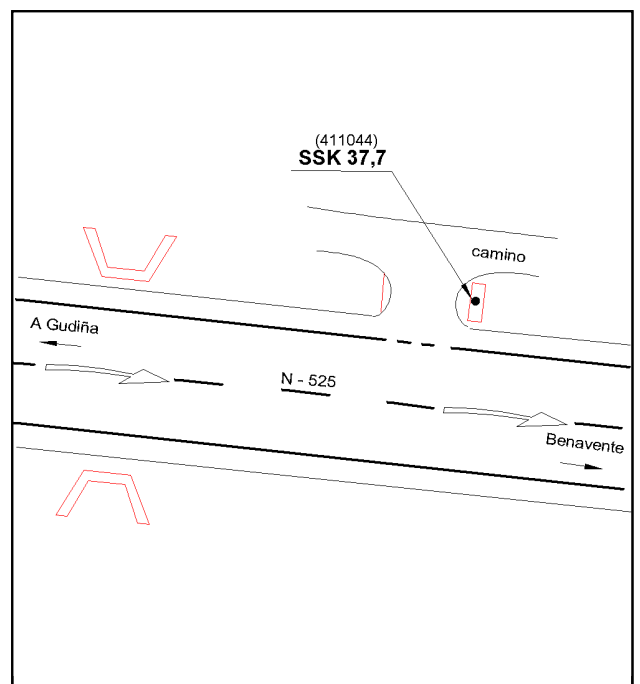 (411044)
SSK 37,7
camino
A Gudiña
N - 525
Benavente